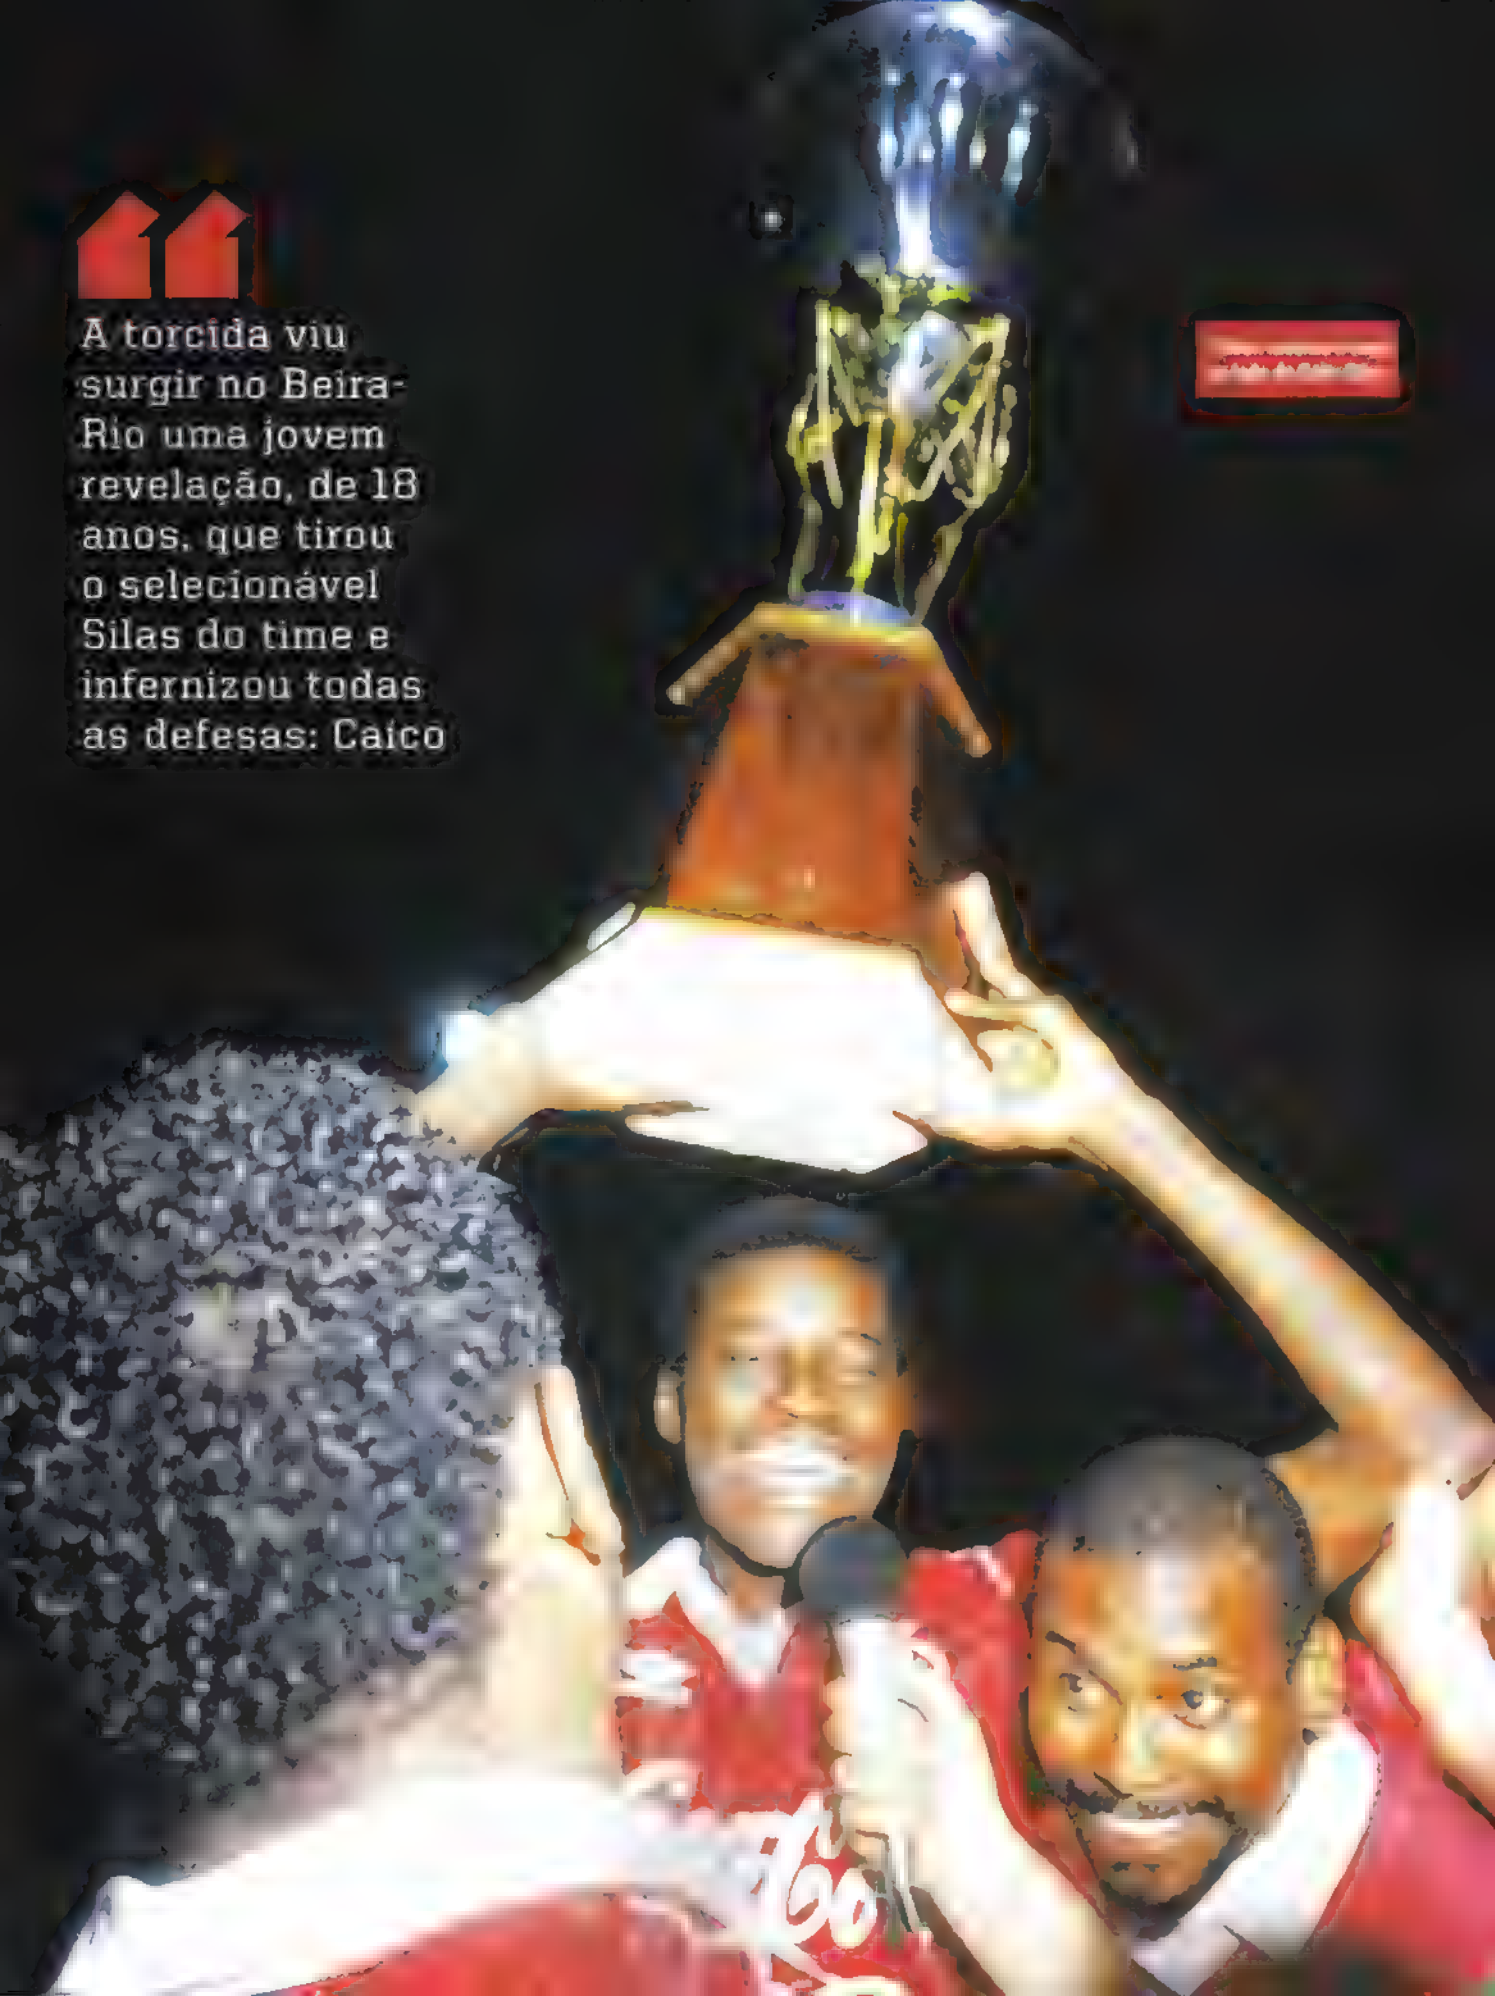 A torcida viu
surgir no Beira-
Rio uma jovem
revelação, de 18
anos, que tirou
o selecionável
Silas do time e
infernizou todas
as defesas: Caíco
Co